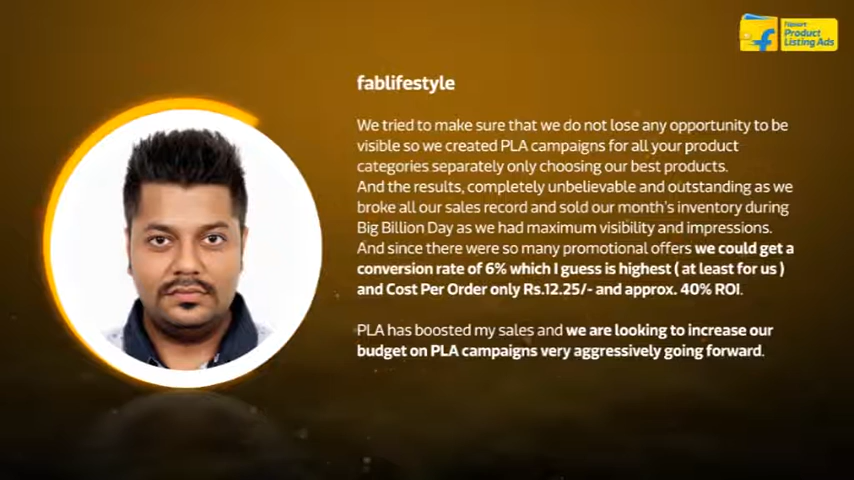 Flipkart
Product
Listing Ads
fablifestyle
We tried to make sure that we do not lose any opportunity to be
visible so we created PLA campaigns for all your product
categories separately only choosing our best products.
And the results, completely unbelievable and outstanding as we
broke all our sales record and sold our month's inventory during
Big Billion Day as we had maximum visibility and impressions.
And since there were so many promotional offers we could get a
conversion rate of 6% which I guess is highest ( at least for us )
and Cost Per Order only Rs.12.25/- and approx. 40% ROI.
PLA has boosted my sales and we are looking to increase our
budget on PLA campaigns very aggressively going forward.